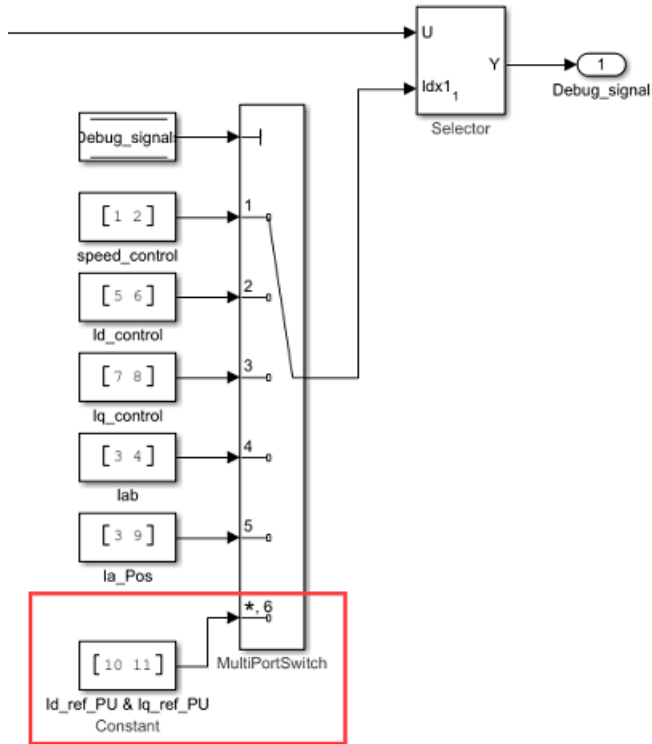 U
Y
Idx1
1
1
Selector
Debug_signal
Debug_signals
[1 2]
1
speed_control
[5 6]
2
Id_control
[7 8]
3
Iq_control
[3 4]
4
Iab
[3 9]
5
Ia_Pos
*, 6
[10 11]
MultiPortSwitch
Id_ref_PU & Iq_ref_PU
Constant